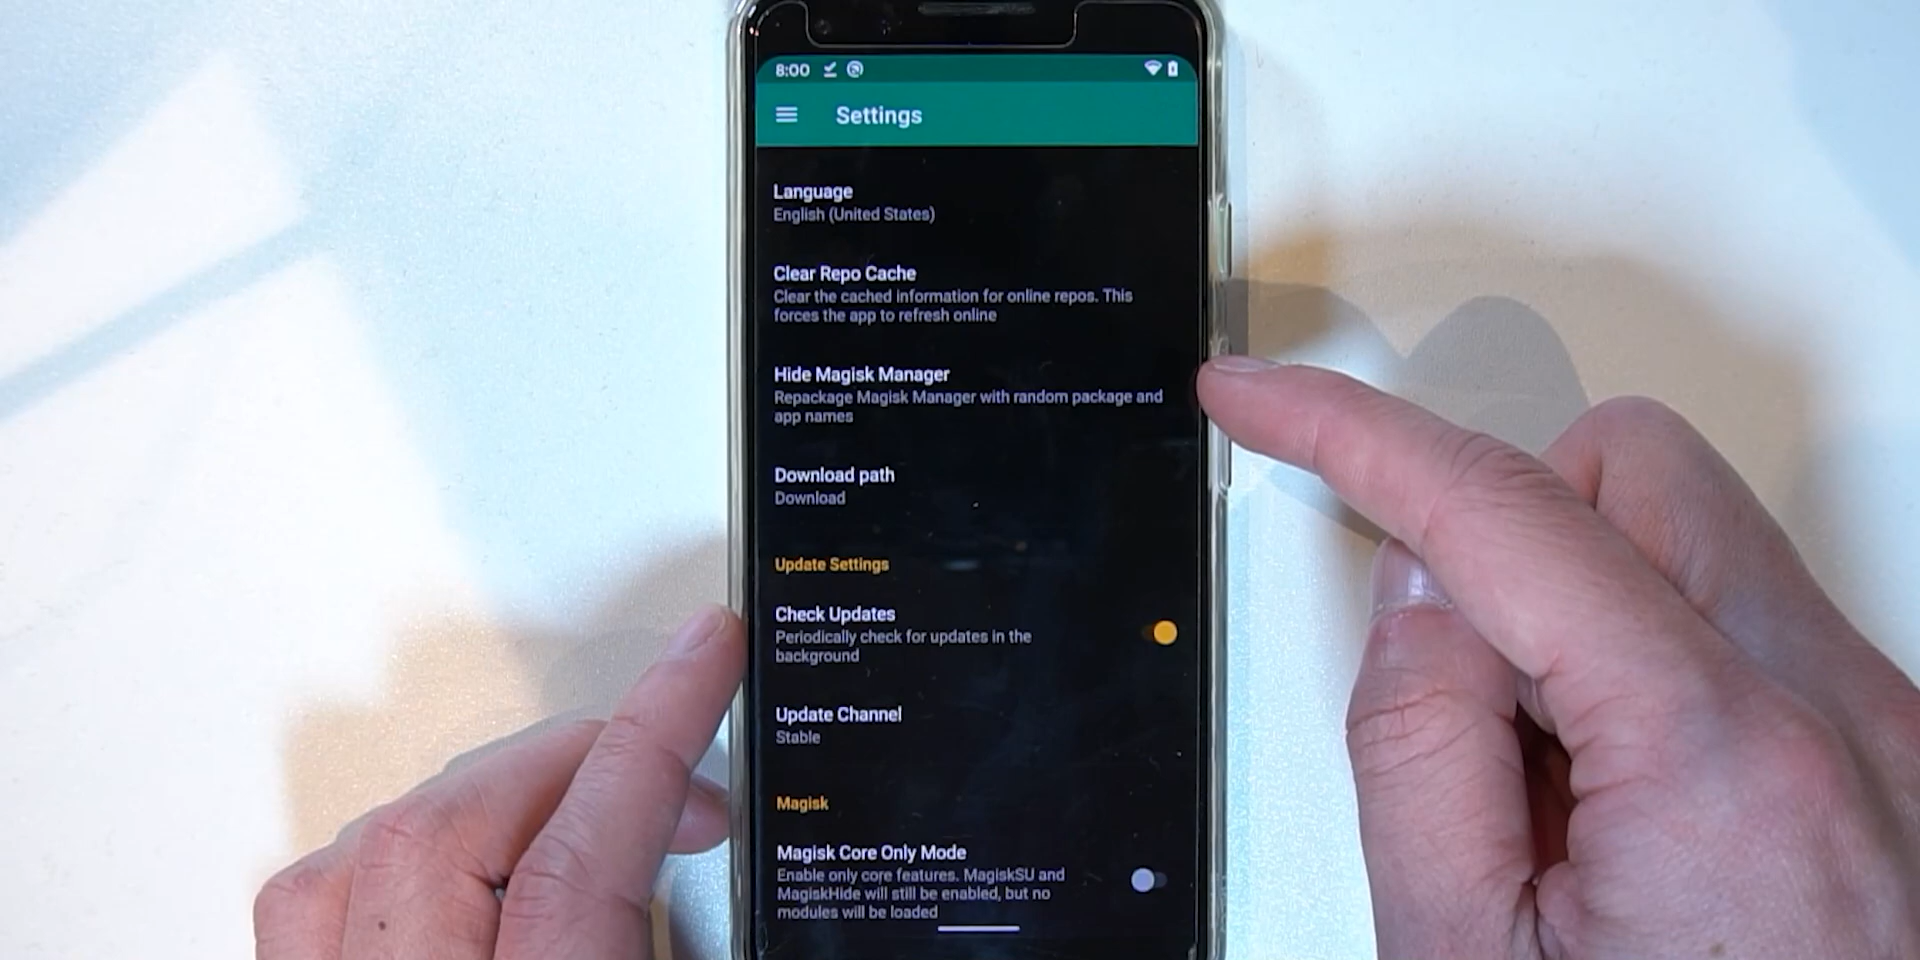 8:00
Settings
Language
English (United States)
Clear Repo Cache
Clear the cached information for online repos. This
forces the app to refresh online
Hide Magisk Manager
Repackage Magisk Manager with random package and
app names
Download path
Download
Update Settings
Check Updates
Periodically check for updates in the
background
Update Channel
Stable
Magisk
Magisk Core Only Mode
Enable only core features. MagiskSU and
MagiskHide will still be enabled, but no
modules will be loaded